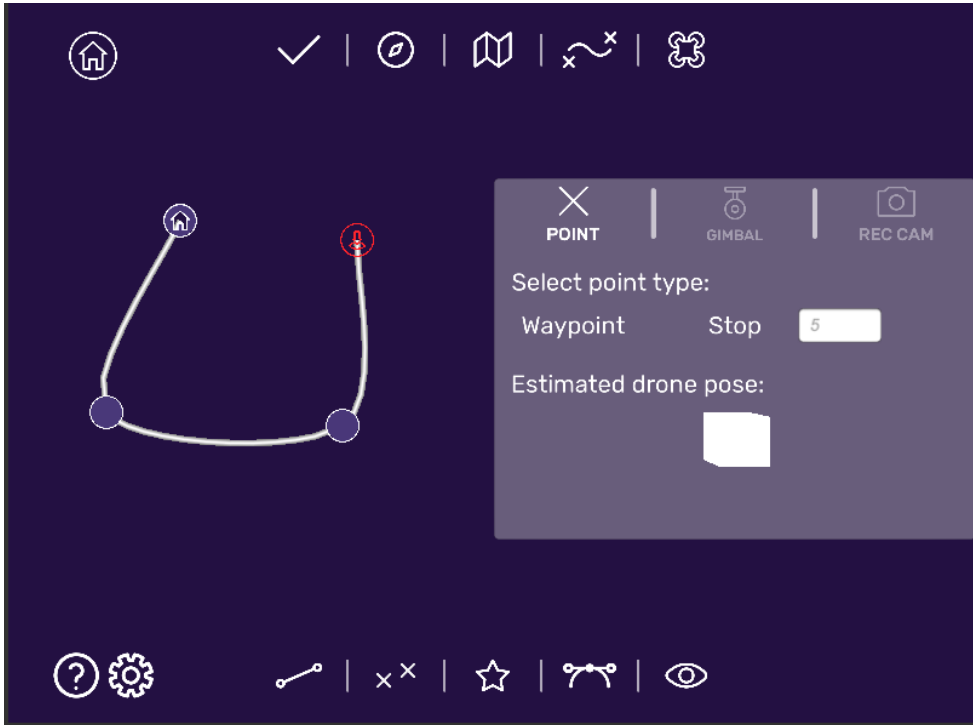 POINT
GIMBAL
REC CAM
Select point type:
Waypoint Stop 5
Estimated drone pose:
?